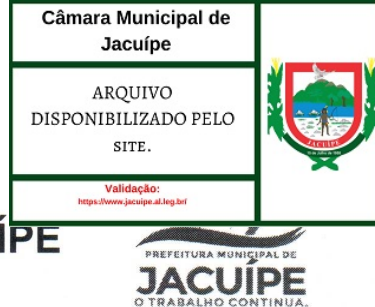 Câmara Municipal de
Jacuípe
ARQUIVO
DISPONIBILIZADO PELO
SITE.
Validação:
https://www.jacuipe.al.leg.br/
JACUÍPE
ÍPE
PREFEITURA MUNICIPAL DE
JACUÍPE
O TRABALHO CONTINUA.